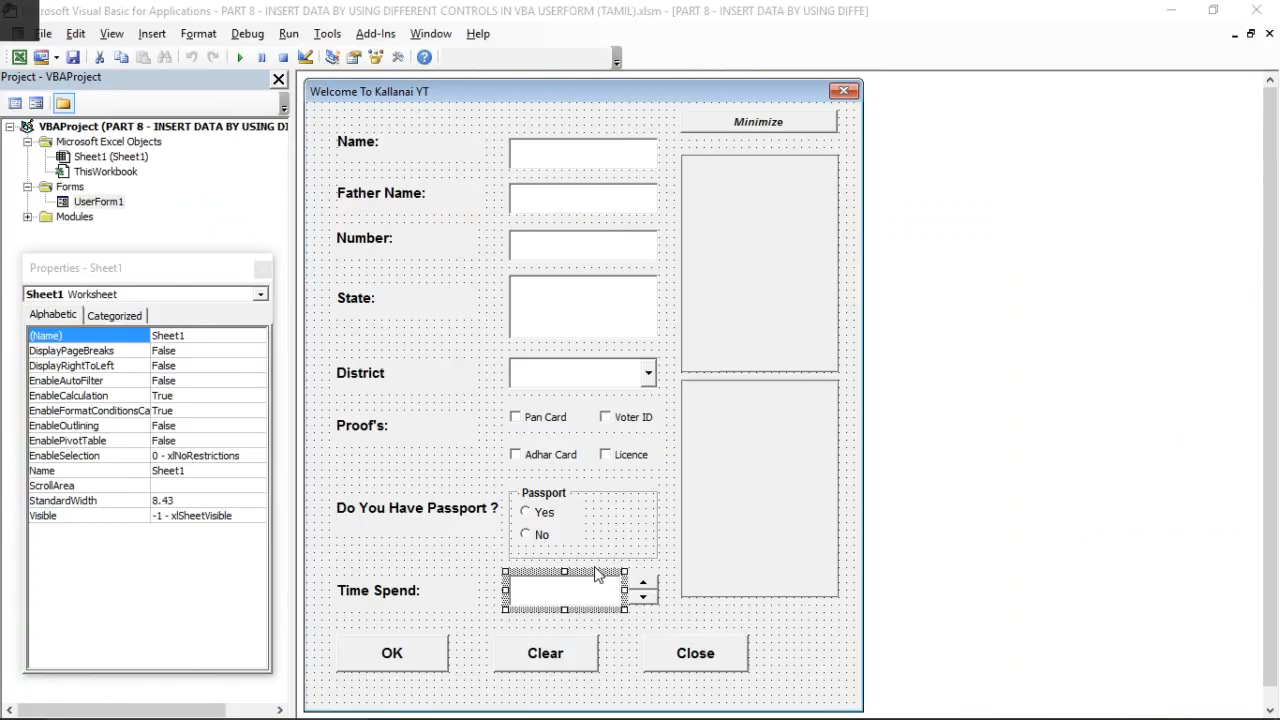 Microsoft Visual Basic for Applications - PART 8 - INSERT DATA BY USING DIFFERENT CONTROLS IN VBA USERFORM (TAMIL).xlsm - [PART 8 - INSERT DATA BY USING DIFFE]
Edit View Insert Format Debug Run Tools Add-Ins Window Help
Project - VBAProject
VBAProject (PART 8 - INSERT DATA BY USING DI
Microsoft Excel Objects
Sheet1 (Sheet1)
ThisWorkbook
Forms
UserForm1
Modules
Properties - Sheet1
Sheet1 Worksheet
Alphabetic Categorized
(Name) Sheet1
DisplayPageBreaks False
DisplayRightToLeft False
EnableAutoFilter False
EnableCalculation True
EnableFormatConditionsCa True
EnableOutlining False
EnablePivotTable False
EnableSelection 0 - xlNoRestrictions
Name Sheet1
ScrollArea
StandardWidth 8.43
Visible -1 - xlSheetVisible
Welcome To Kallanai YT
Minimize
Name:
Father Name:
Number:
State:
District
Proof's:
Pan Card Voter ID
Adhar Card Licence
Do You Have Passport ?
Passport
Yes
No
Time Spend:
OK Clear Close